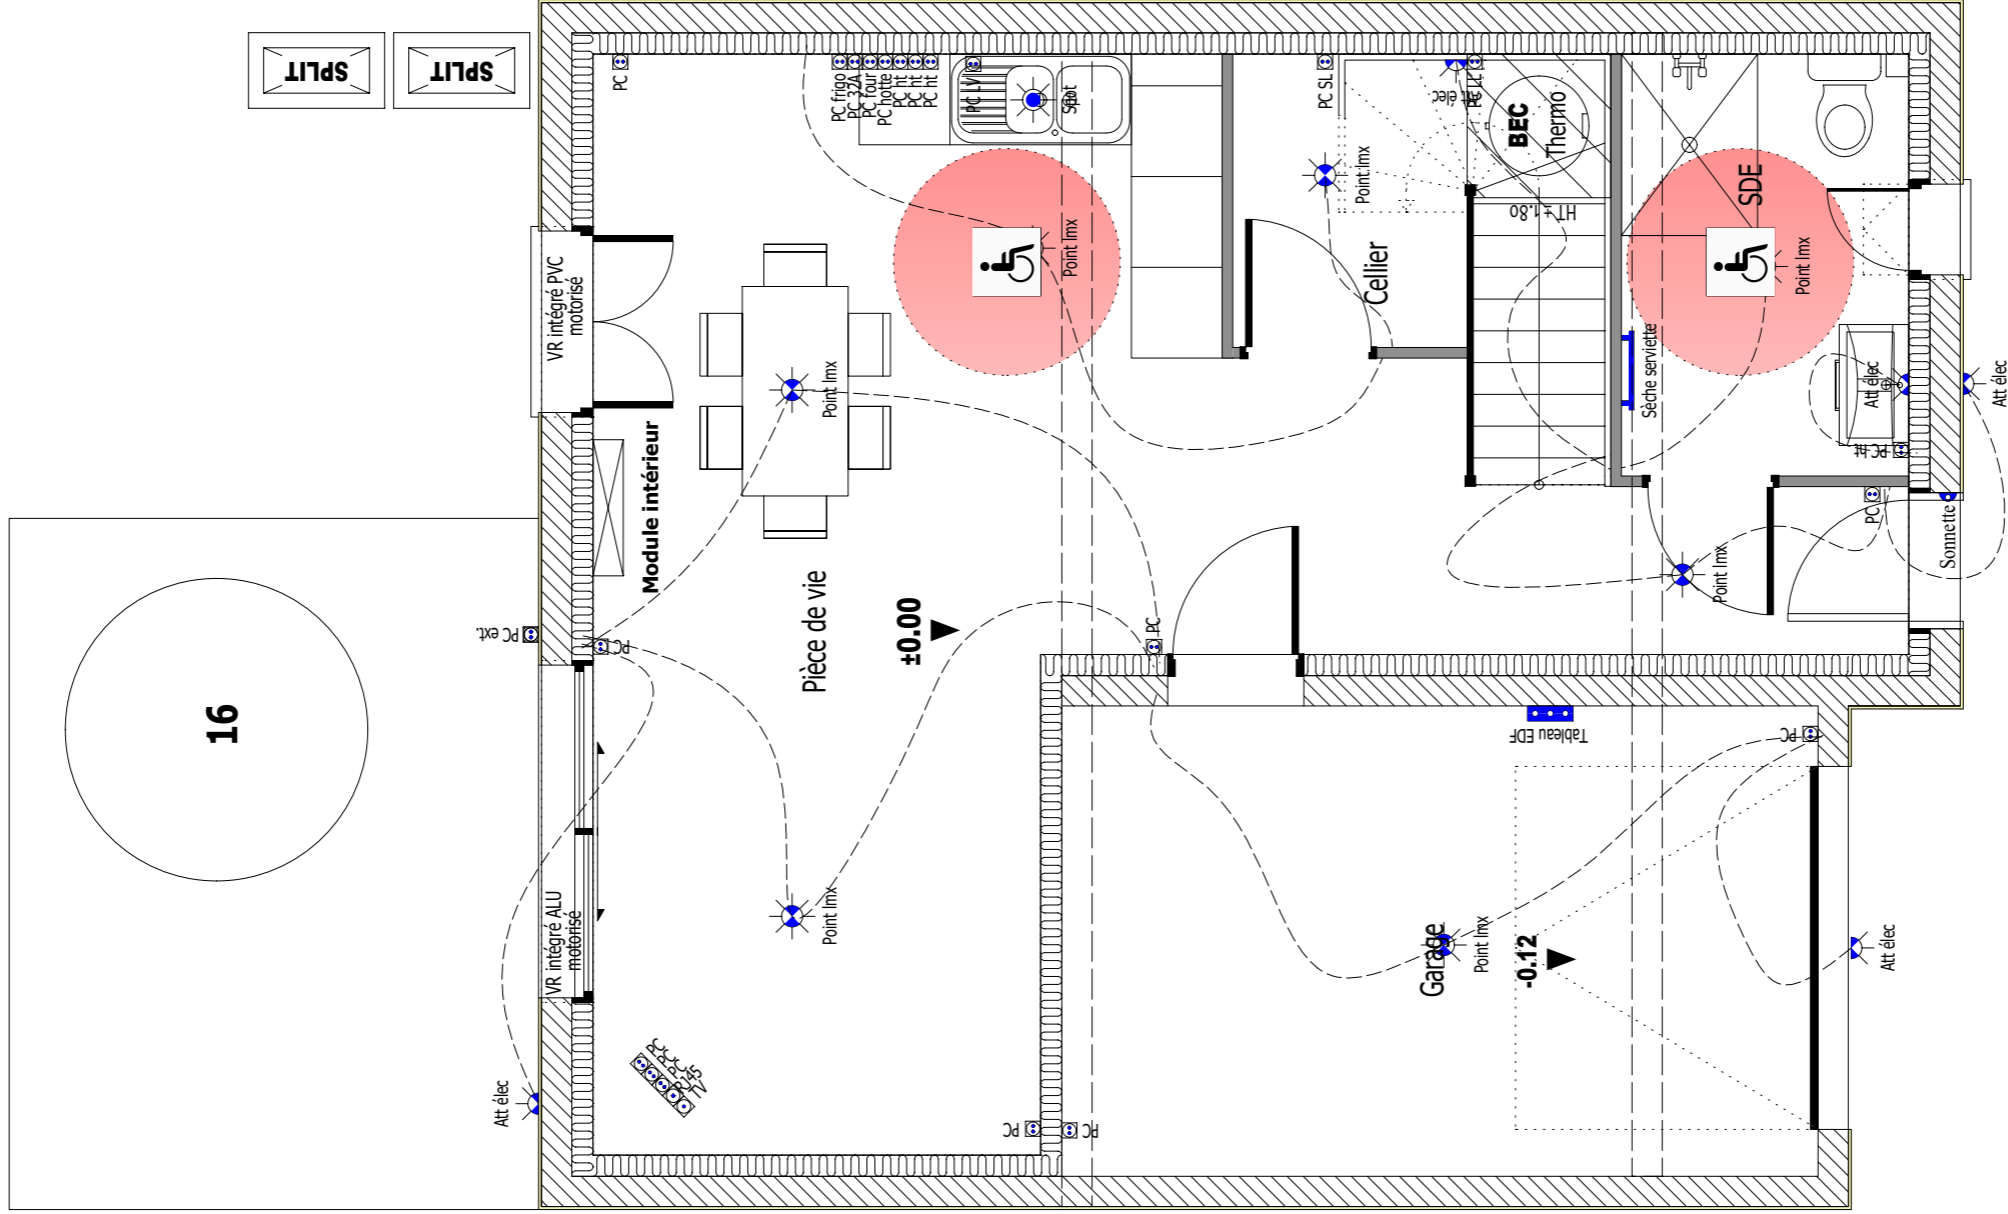 SPLIT
SPLIT
16
PC ext.
Att élec
VR intégré PVC
motorisé
VR intégré ALU
motorisé
Module intérieur
PC
PC
PC frigo
PC 32A
PC four
PC hotte
PC ht
PC ht
PC ht
PC LV
Spot
Point lmx
Point lmx
Pièce de vie
±0.00
Point lmx
PC
PC
PC
RJ45
TV
PC
PC
PC
PC SL
Point lmx
Cellier
Att élec
PC LL
BEC
Thermo
HT = 1.80
SDE
Point lmx
Sèche serviette
Att élec
PC ht
Att élec
PC
Sonnette
Point lmx
Tableau EDF
PC
Garage
Point lmx
-0.12
Att élec